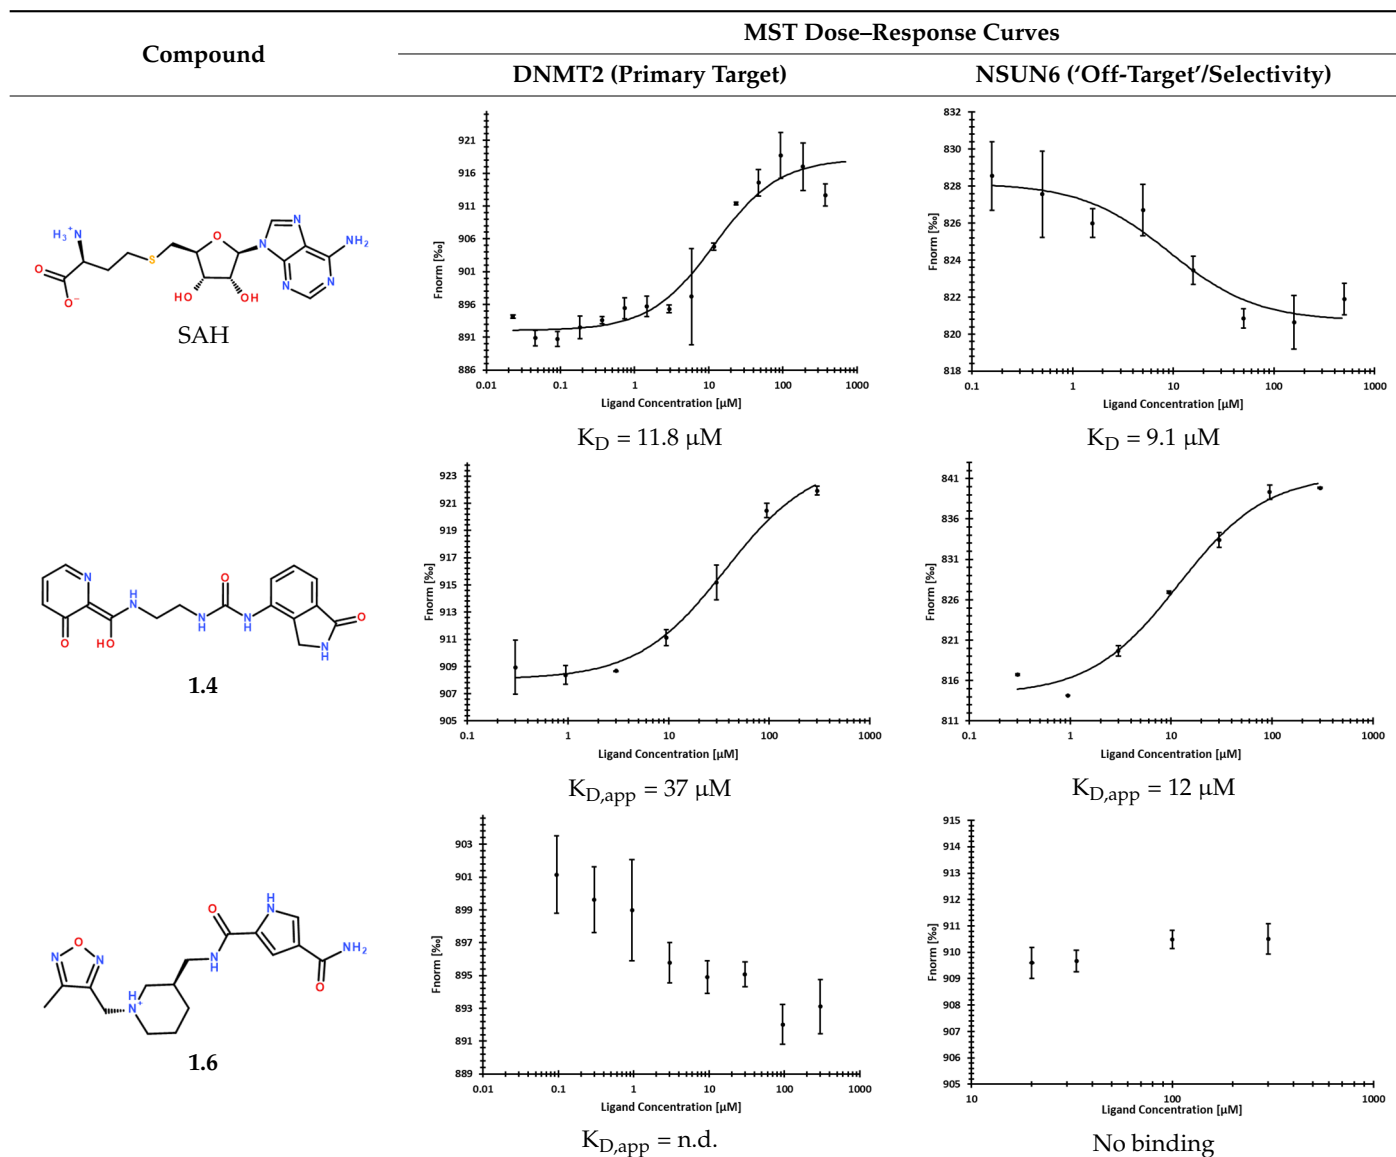 Compound
MST Dose–Response Curves
DNMT2 (Primary Target)
NSUN6 ('Off-Target'/Selectivity)
H3+N
O
O−
S
O
HO
OH
N
N
N
N
NH2
SAH
Fnorm [‰]
921
916
911
906
901
896
891
886
0.01 0.1 1 10 100 1000
Ligand Concentration [µM]
KD = 11.8 µM
Fnorm [‰]
832
830
828
826
824
822
820
818
0.1 1 10 100 1000
Ligand Concentration [µM]
KD = 9.1 µM
N
O
HO
H
N
O
N
H
N
H
O
N
H
1.4
Fnorm [‰]
923
921
919
917
915
913
911
909
907
905
0.1 1 10 100 1000
Ligand Concentration [µM]
KD,app = 37 µM
Fnorm [‰]
841
836
831
826
821
816
811
0.1 1 10 100 1000
Ligand Concentration [µM]
KD,app = 12 µM
O
N
N
H
N+
O
N
H
H
N
NH2
O
1.6
Fnorm [‰]
903
901
899
897
895
893
891
889
0.01 0.1 1 10 100 1000
Ligand Concentration [µM]
KD,app = n.d.
Fnorm [‰]
915
914
913
912
911
910
909
908
907
906
905
10 100 1000
Ligand Concentration [µM]
No binding